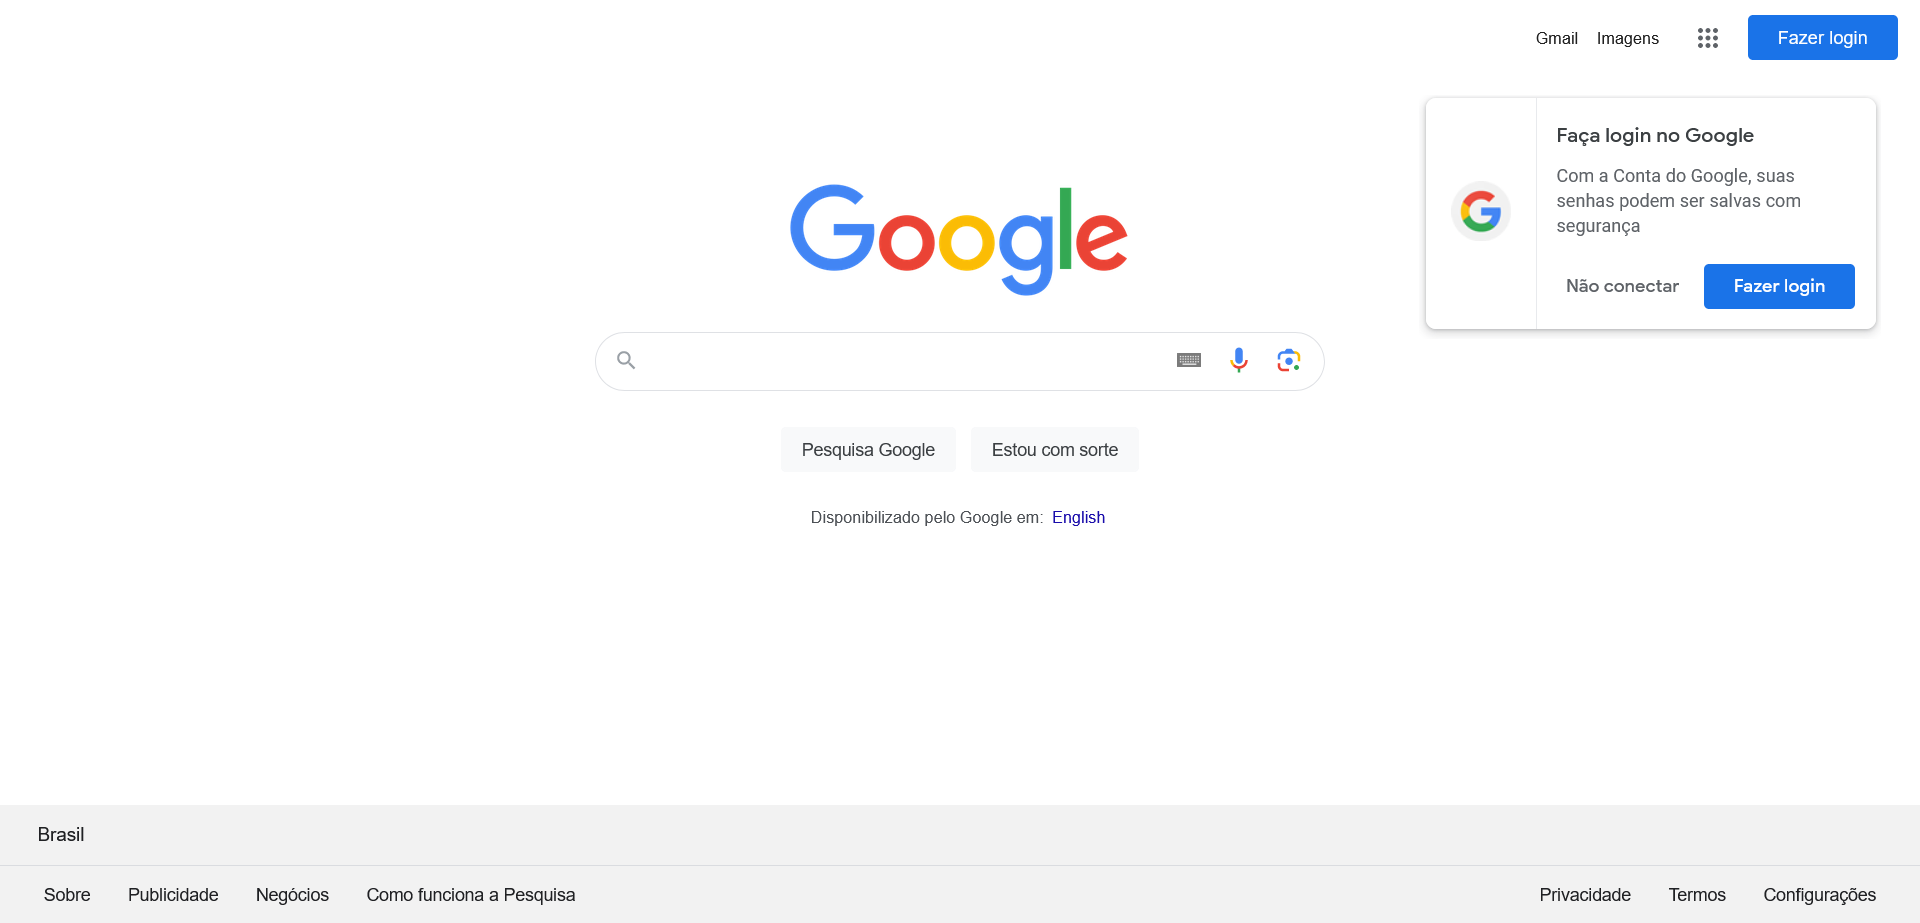 Gmail Imagens Fazer login
Faça login no Google
Com a Conta do Google, suas
senhas podem ser salvas com
segurança
Não conectar Fazer login
Google
Pesquisa Google Estou com sorte
Disponibilizado pelo Google em: English
Brasil
Sobre Publicidade Negócios Como funciona a Pesquisa Privacidade Termos Configurações